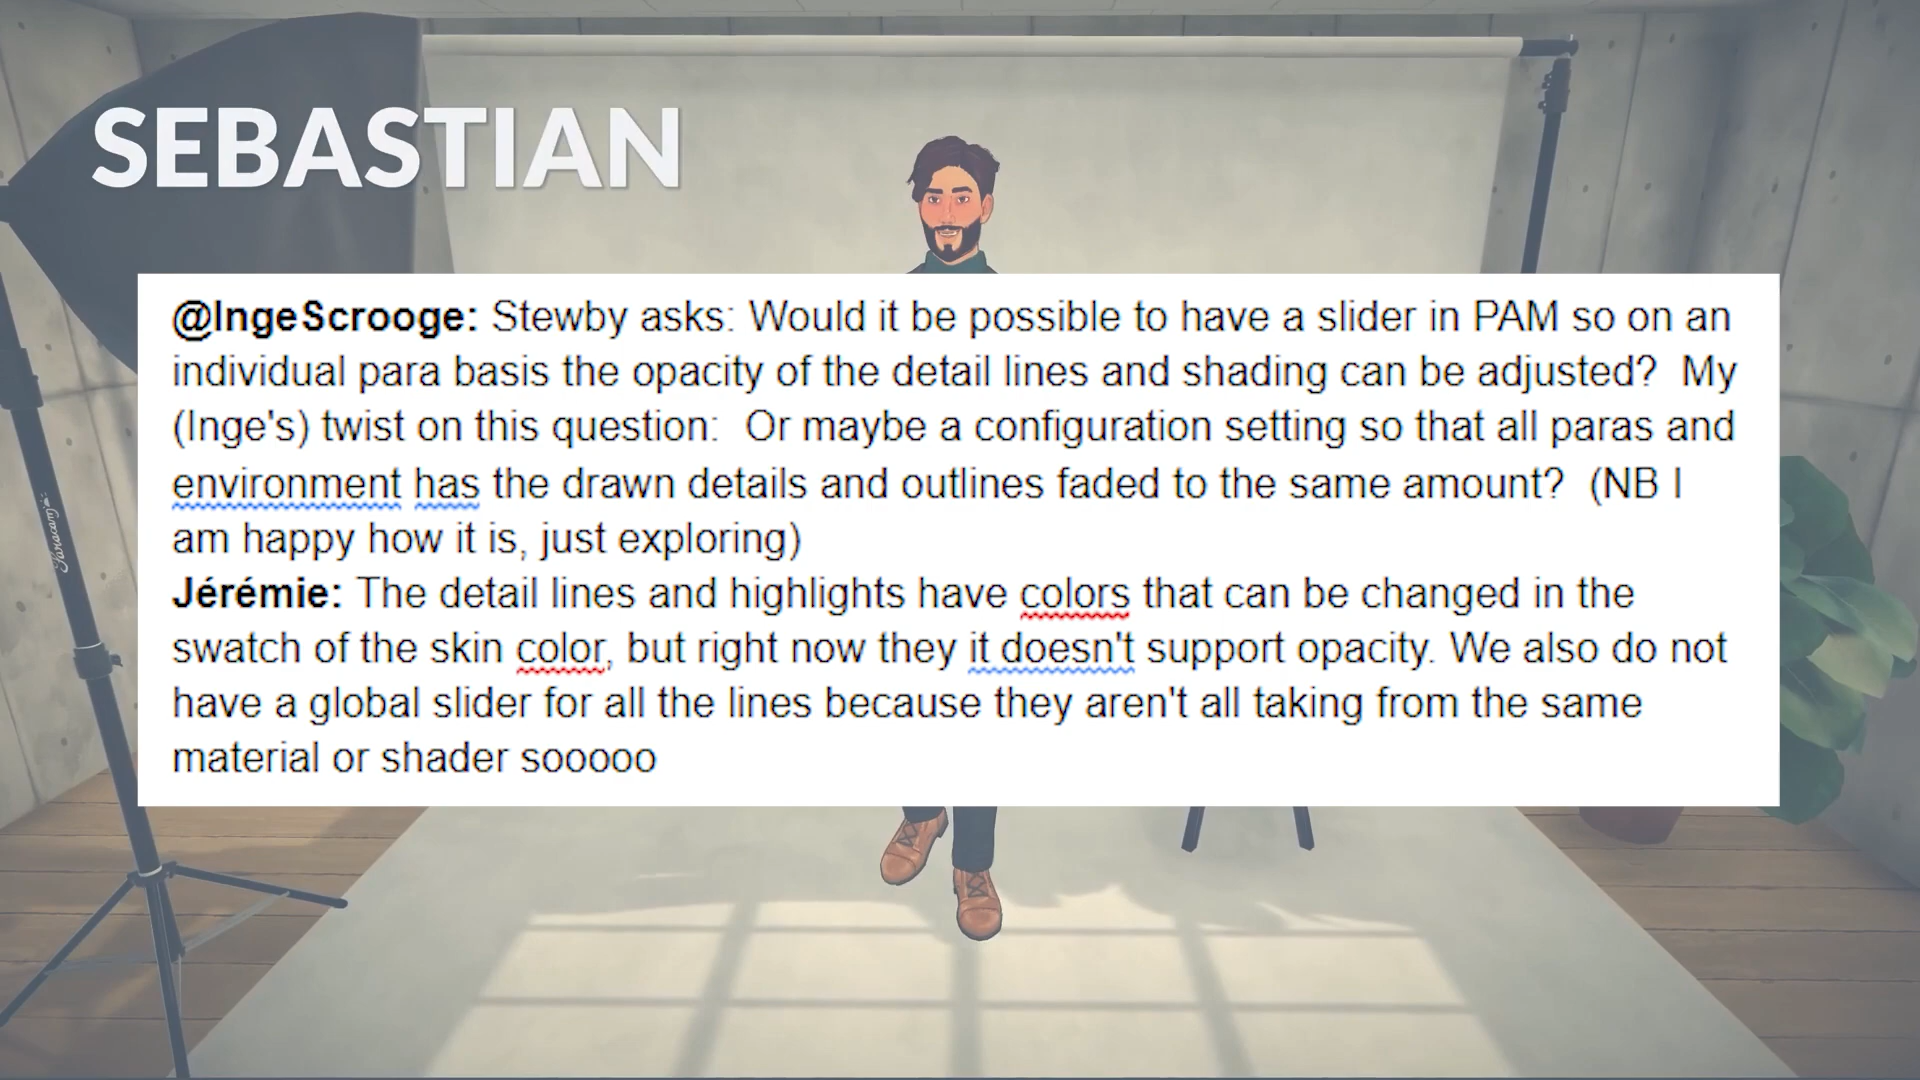 SEBASTIAN
@IngeScrooge: Stewby asks: Would it be possible to have a slider in PAM so on an
individual para basis the opacity of the detail lines and shading can be adjusted?  My
(Inge's) twist on this question:  Or maybe a configuration setting so that all paras and
environment has the drawn details and outlines faded to the same amount?  (NB I
am happy how it is, just exploring)
Jérémie: The detail lines and highlights have colors that can be changed in the
swatch of the skin color, but right now they it doesn't support opacity. We also do not
have a global slider for all the lines because they aren't all taking from the same
material or shader sooooo
Paracam